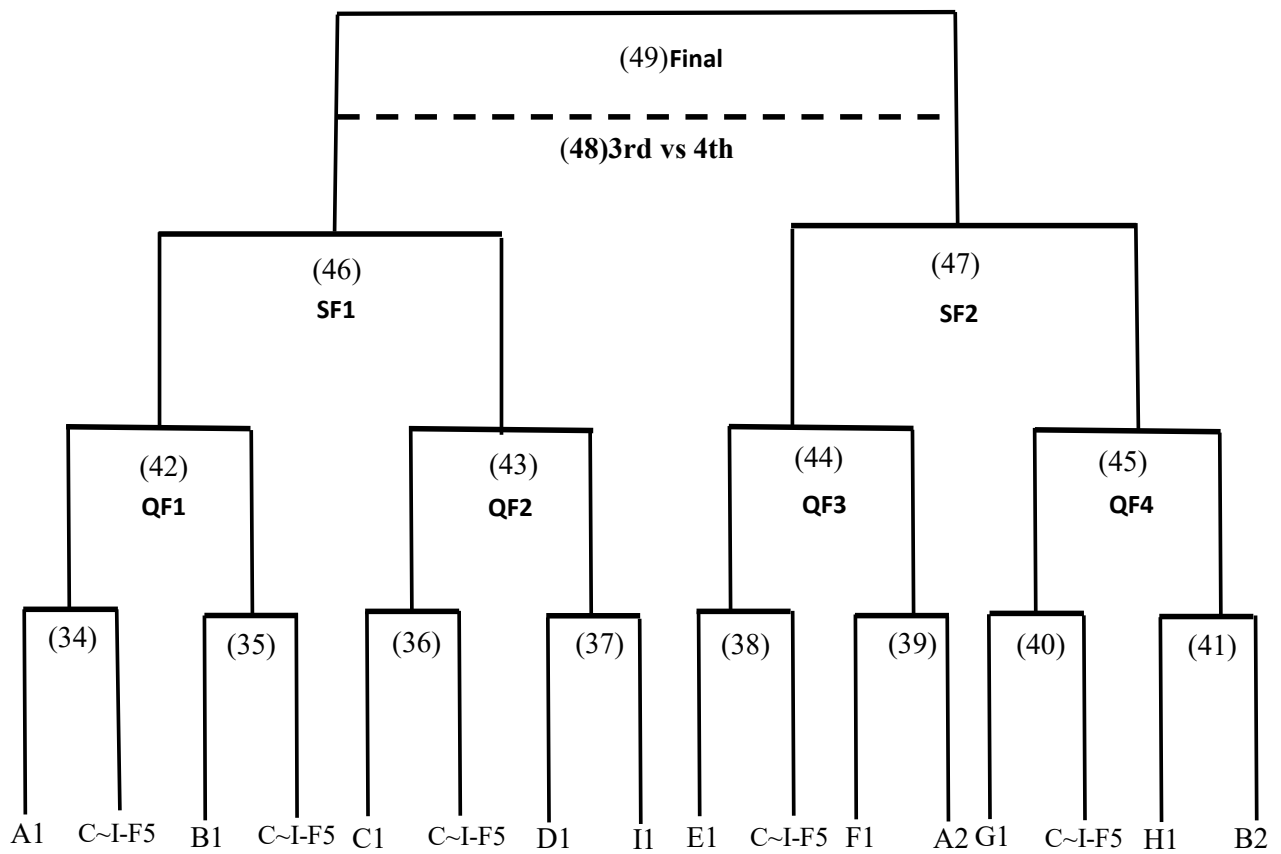 (49)Final
(48)3rd vs 4th
(46)
SF1
(47)
SF2
(42)
QF1
(43)
QF2
(44)
QF3
(45)
QF4
(34)
(35)
(36)
(37)
(38)
(39)
(40)
(41)
A1 C~I-F5 B1 C~I-F5 C1 C~I-F5 D1 I1 E1 C~I-F5 F1 A2 G1 C~I-F5 H1 B2